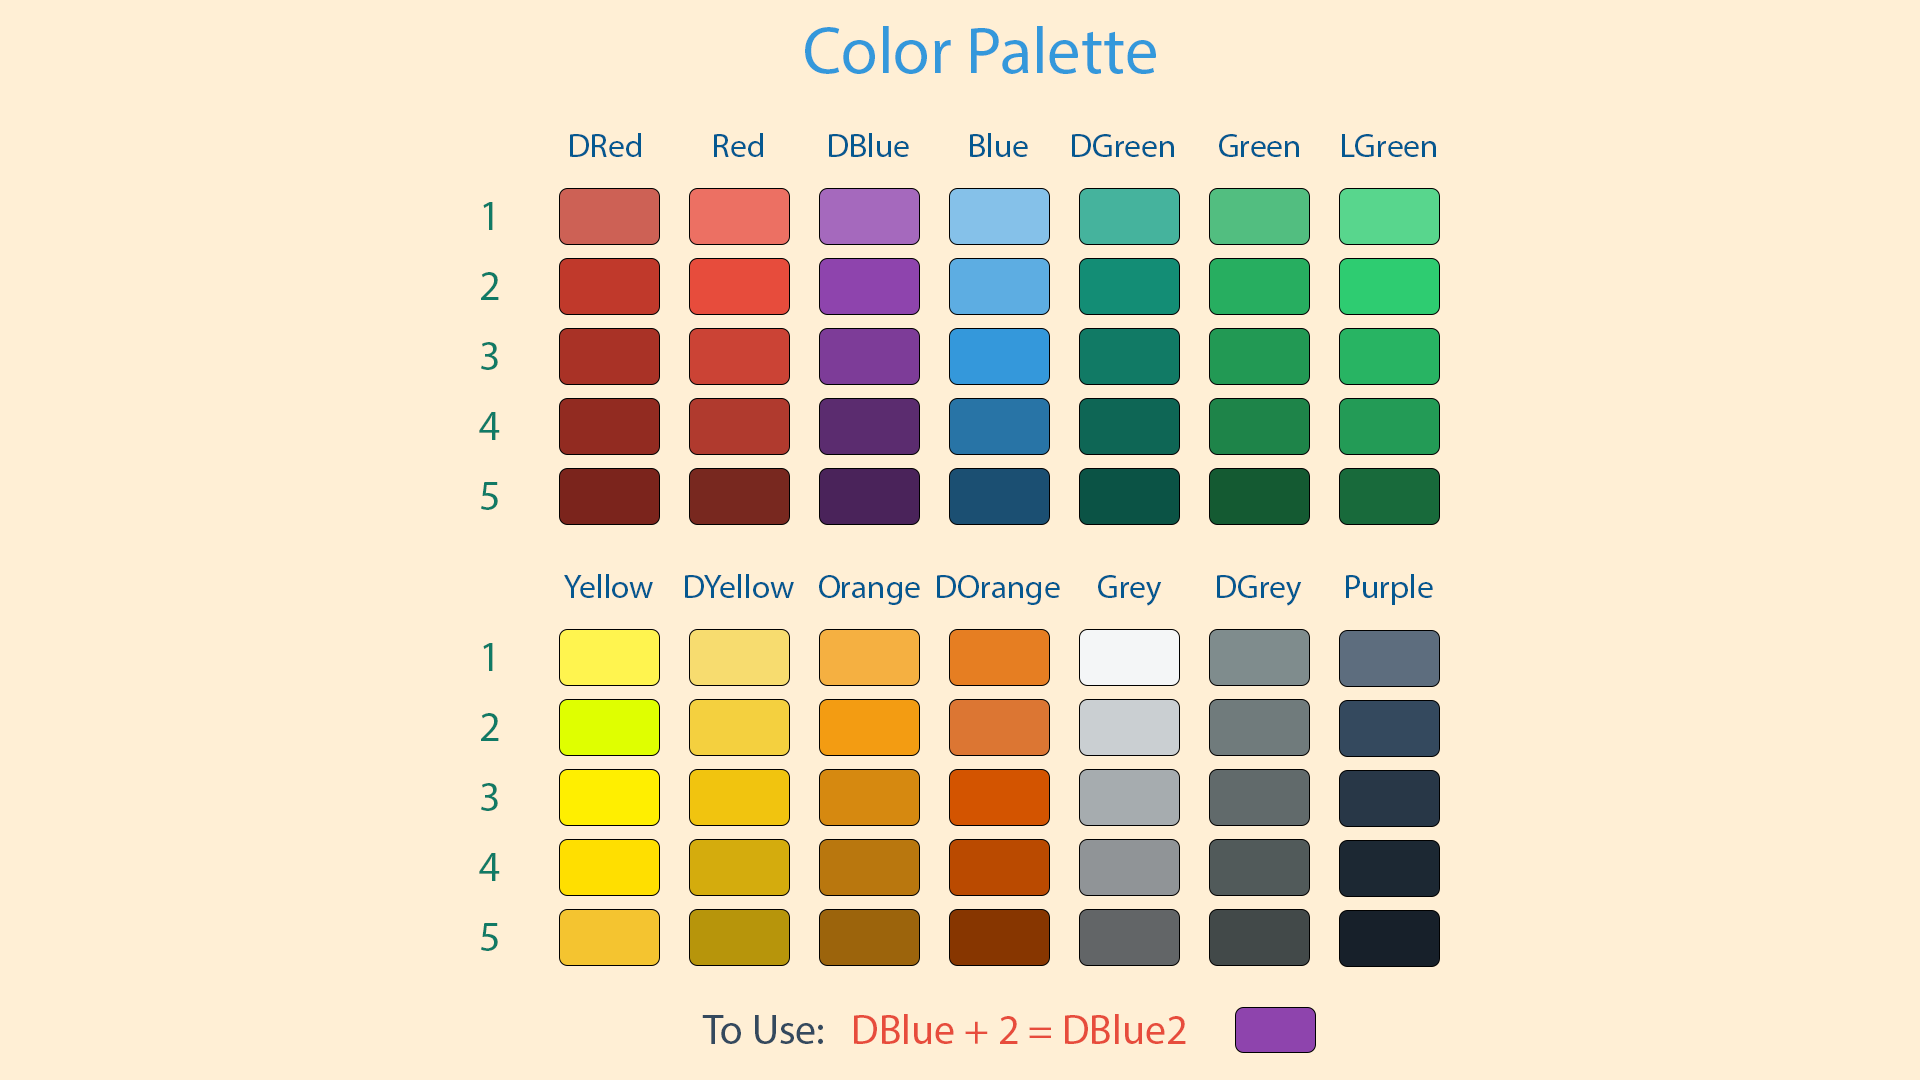 Color Palette
DRed Red DBlue Blue DGreen Green LGreen
1
2
3
4
5
Yellow DYellow Orange DOrange Grey DGrey Purple
1
2
3
4
5
To Use: DBlue + 2 = DBlue2